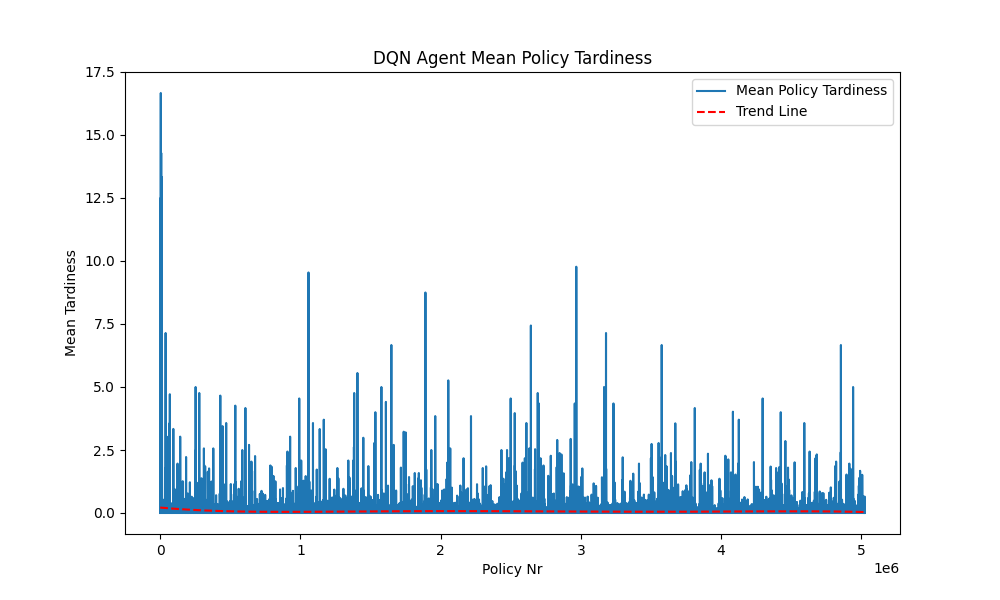 DQN Agent Mean Policy Tardiness
17.5
15.0
12.5
10.0
7.5
5.0
2.5
0.0
Mean Tardiness
Mean Policy Tardiness
Trend Line
0 1 2 3 4 5
1e6
Policy Nr